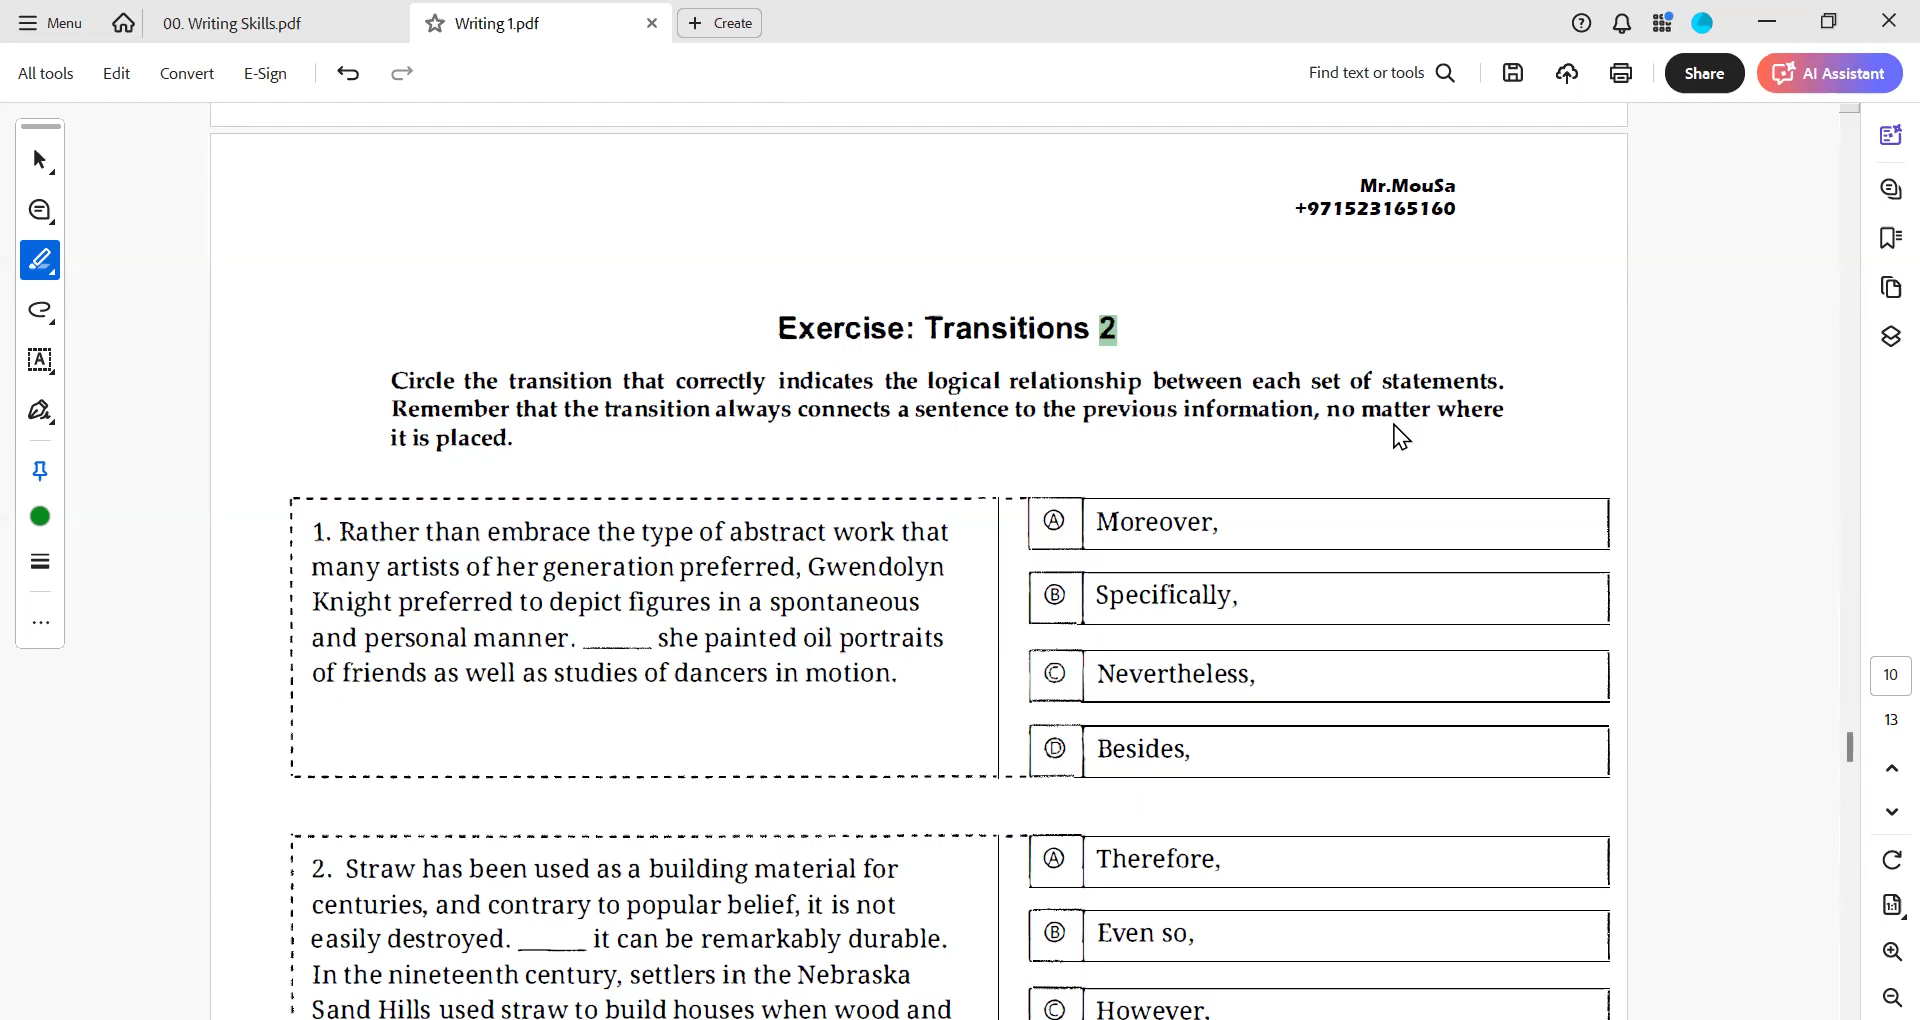 Menu
00. Writing Skills.pdf
Writing 1.pdf
Create
All tools
Edit
Convert
E-Sign
Find text or tools
Share
AI Assistant
Mr.MouSa
+971523165160
Exercise: Transitions 2
Circle the transition that correctly indicates the logical relationship between each set of statements.
Remember that the transition always connects a sentence to the previous information, no matter where
it is placed.
1. Rather than embrace the type of abstract work that
many artists of her generation preferred, Gwendolyn
Knight preferred to depict figures in a spontaneous
and personal manner. _____ she painted oil portraits
of friends as well as studies of dancers in motion.
A Moreover,
B Specifically,
C Nevertheless,
D Besides,
2. Straw has been used as a building material for
centuries, and contrary to popular belief, it is not
easily destroyed. _____ it can be remarkably durable.
In the nineteenth century, settlers in the Nebraska
Sand Hills used straw to build houses when wood and
A Therefore,
B Even so,
C However,
10
13